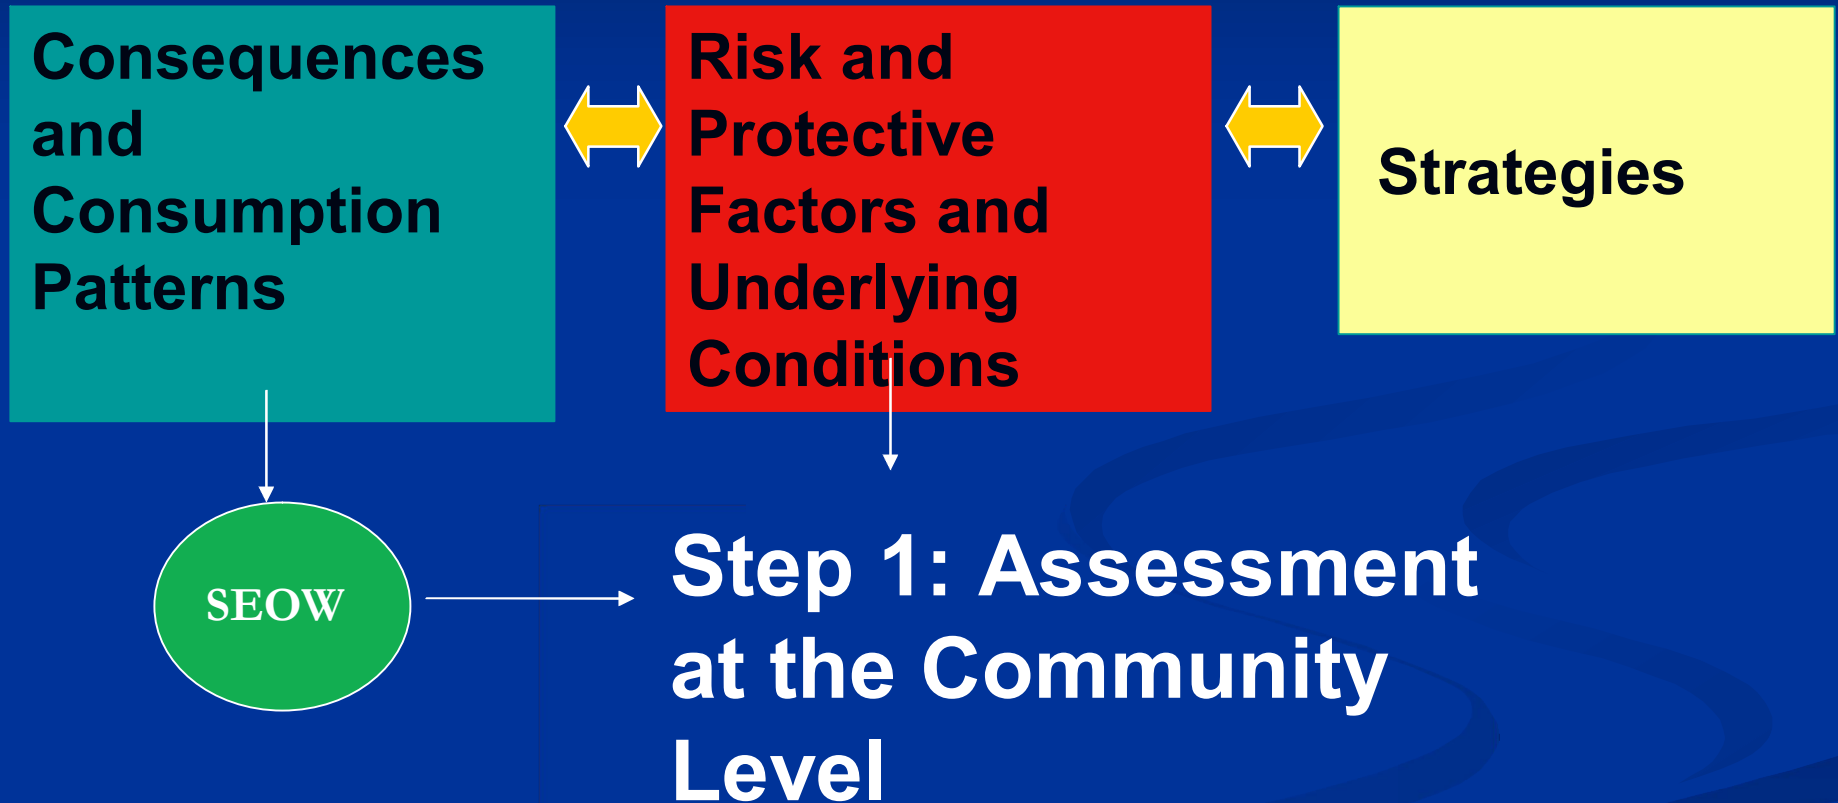 Consequences
and
Consumption
Patterns
Risk and
Protective
Factors and
Underlying
Conditions
Strategies
SEOW
Step 1: Assessment
at the Community
Level